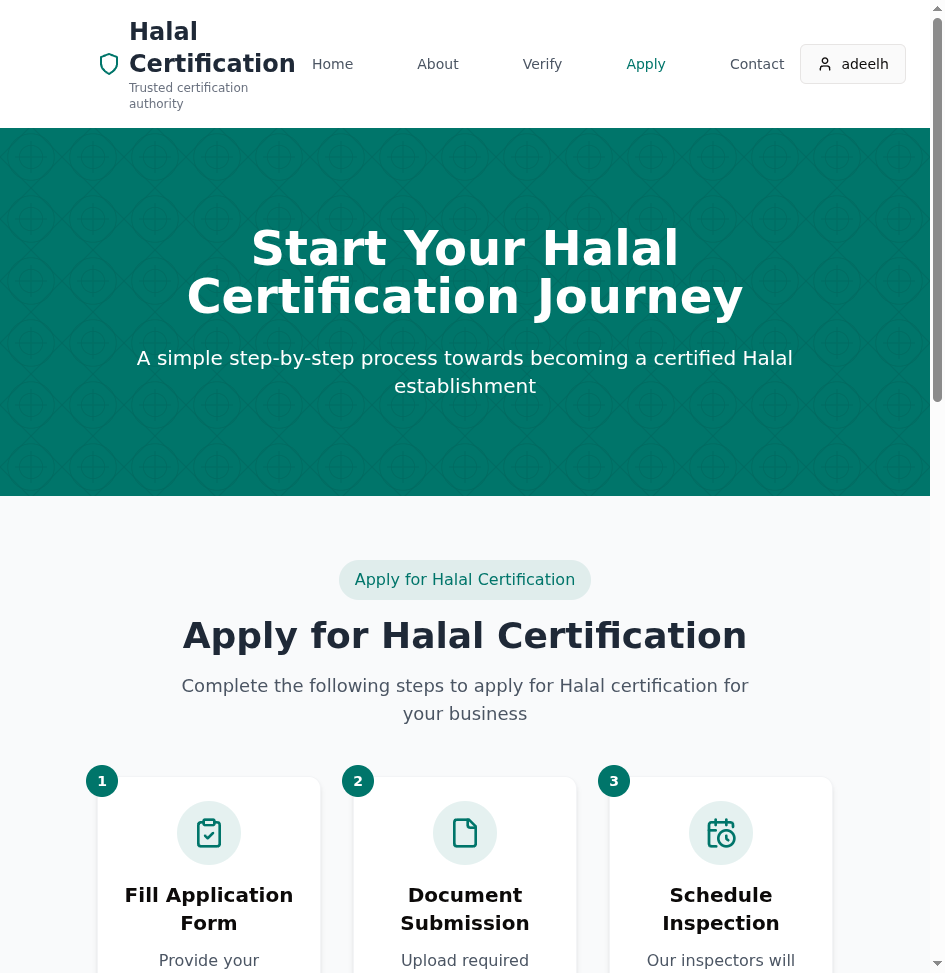 Halal
Certification
Trusted certification
authority
Home
About
Verify
Apply
Contact
adeelh
Start Your Halal
Certification Journey
A simple step-by-step process towards becoming a certified Halal
establishment
Apply for Halal Certification
Apply for Halal Certification
Complete the following steps to apply for Halal certification for
your business
1
Fill Application
Form
Provide your
2
Document
Submission
Upload required
3
Schedule
Inspection
Our inspectors will